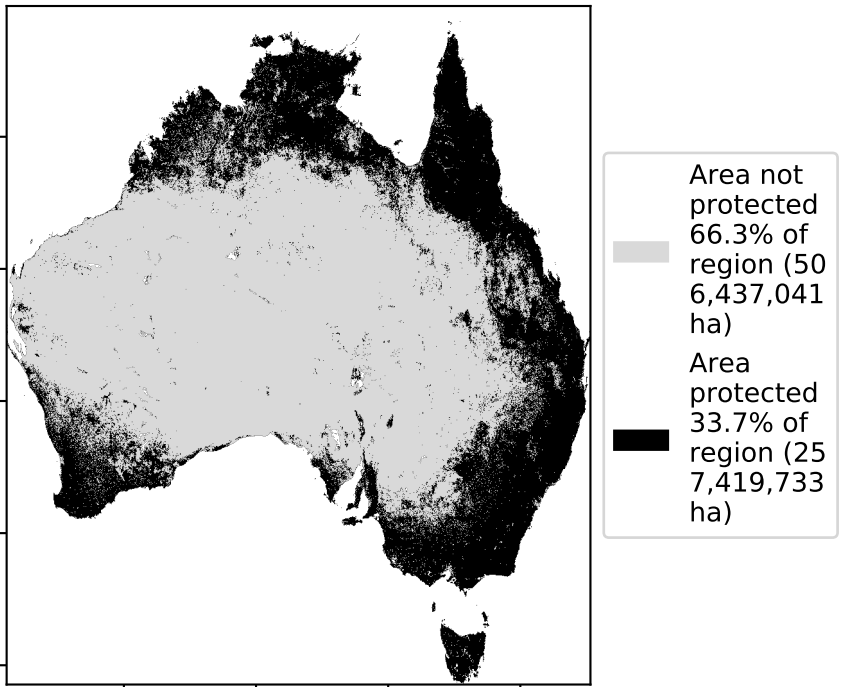 Area not
protected
66.3% of
region (50
6,437,041
ha)
Area
protected
33.7% of
region (25
7,419,733
ha)